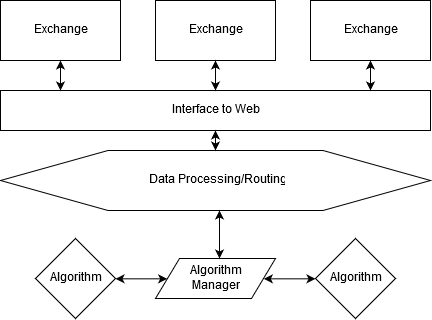 Exchange
Exchange
Exchange
Interface to Web
Data Processing/Routing
Algorithm
Algorithm
Manager
Algorithm